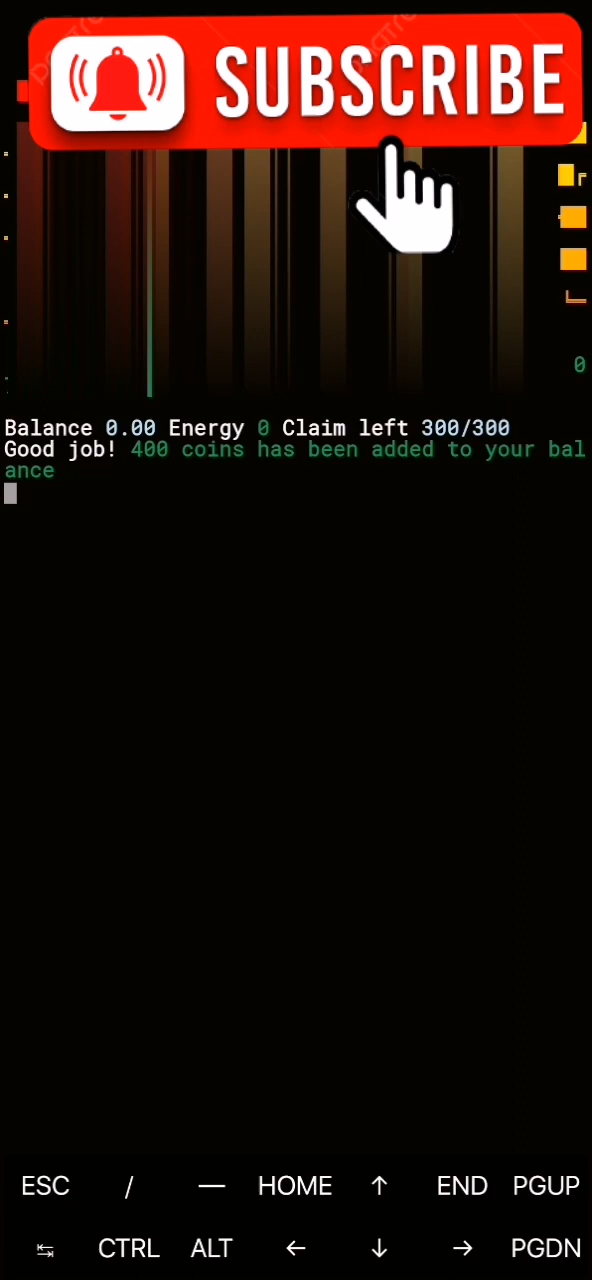 SUBSCRIBE
0
Balance 0.00 Energy 0 Claim left 300/300
Good job! 400 coins has been added to your bal
ance
ESC / — HOME ↑ END PGUP
⇆ CTRL ALT ← ↓ → PGDN